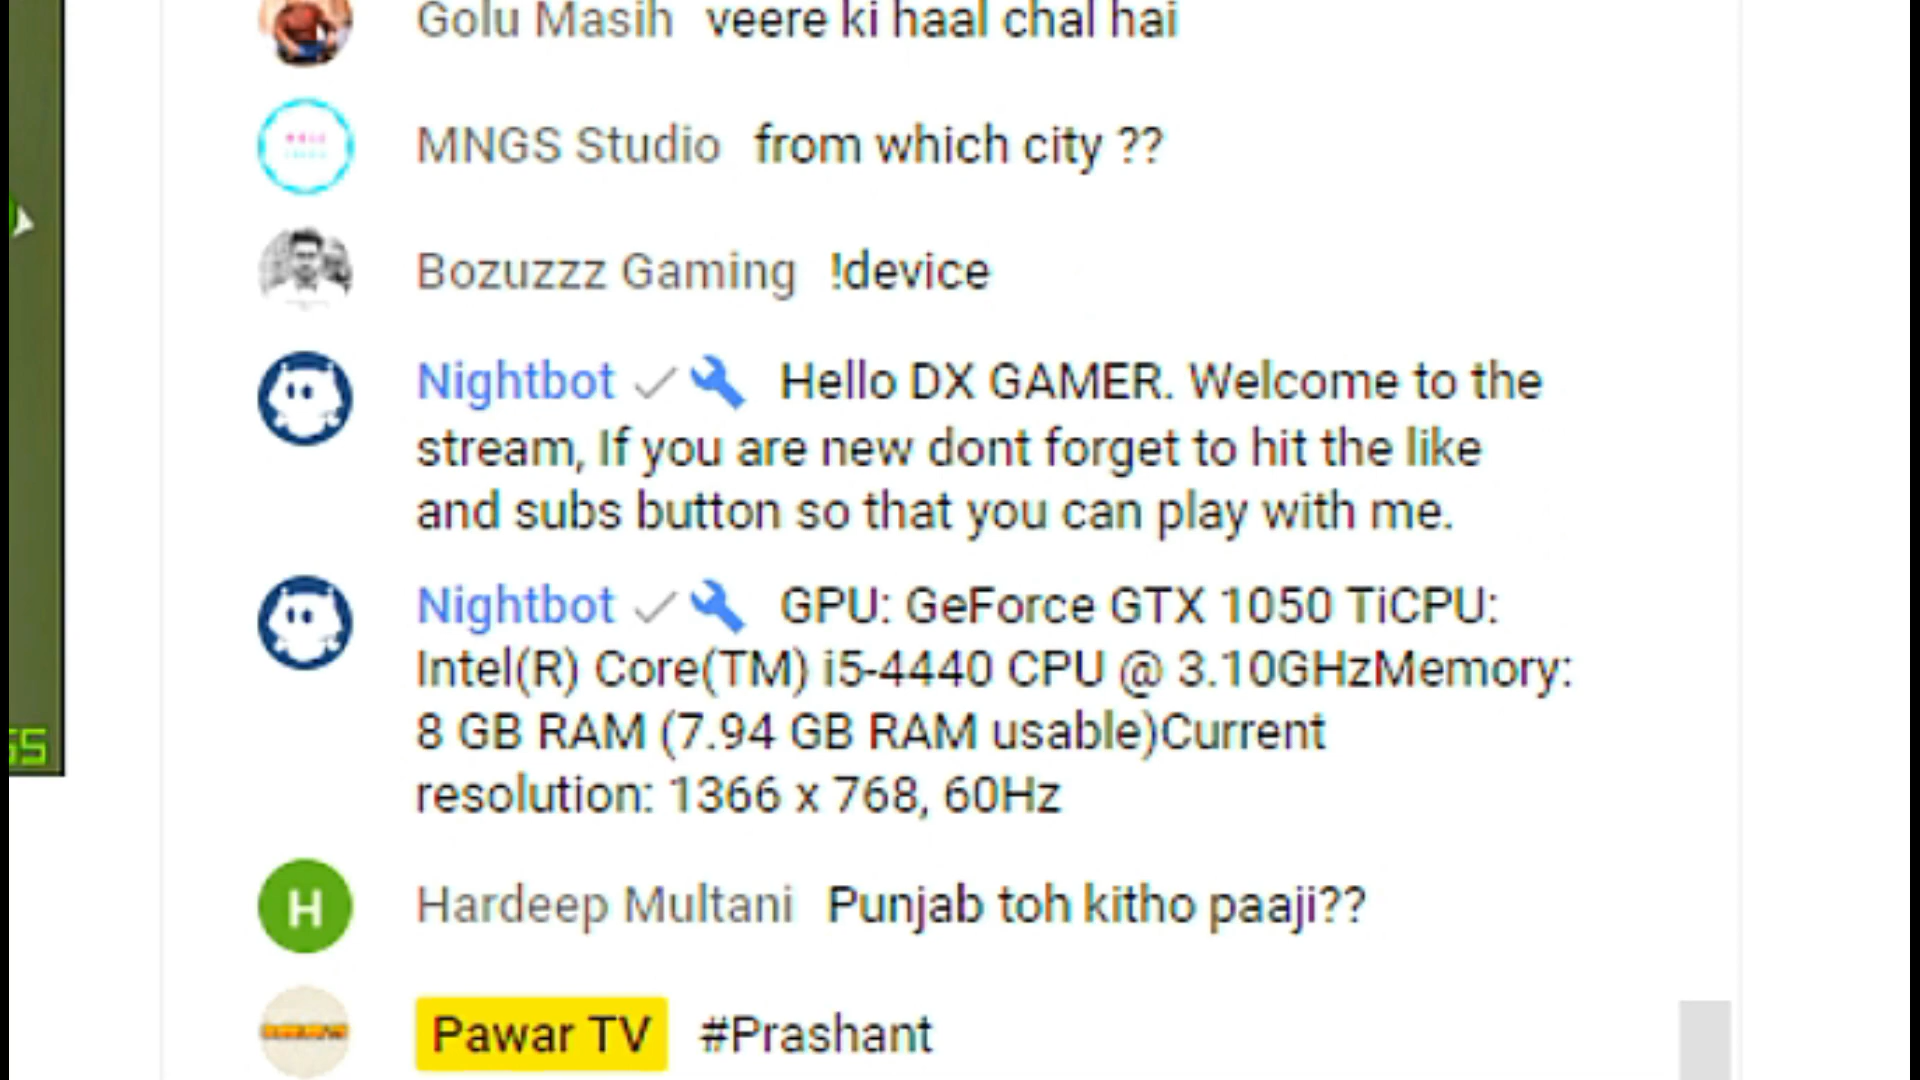 Golu Masih veere ki haal chal hai
MNGS Studio from which city ??
Bozuzzz Gaming !device
Nightbot Hello DX GAMER. Welcome to the
stream, If you are new dont forget to hit the like
and subs button so that you can play with me.
Nightbot GPU: GeForce GTX 1050 TiCPU:
Intel(R) Core(TM) i5-4440 CPU @ 3.10GHzMemory:
8 GB RAM (7.94 GB RAM usable)Current
resolution: 1366 x 768, 60Hz
H Hardeep Multani Punjab toh kitho paaji??
Pawar TV #Prashant